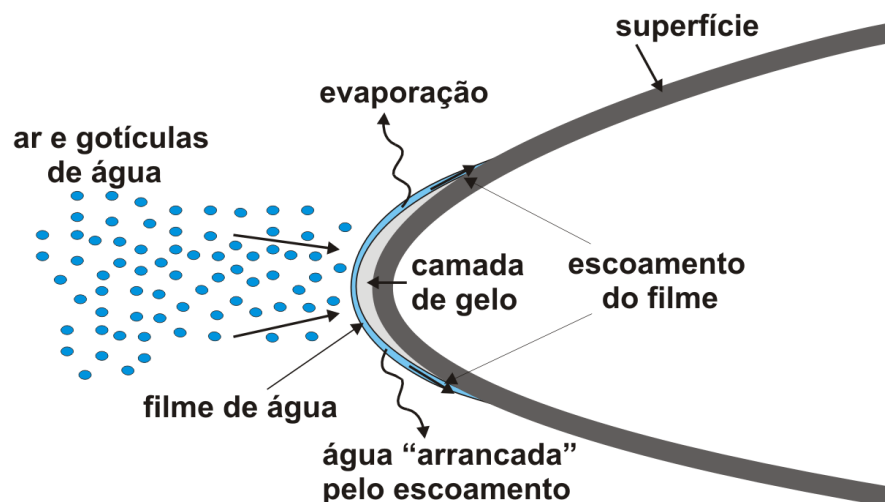 superfície
evaporação
ar e gotículas
de água
camada
de gelo
escoamento
do filme
filme de água
água “arrancada”
pelo escoamento